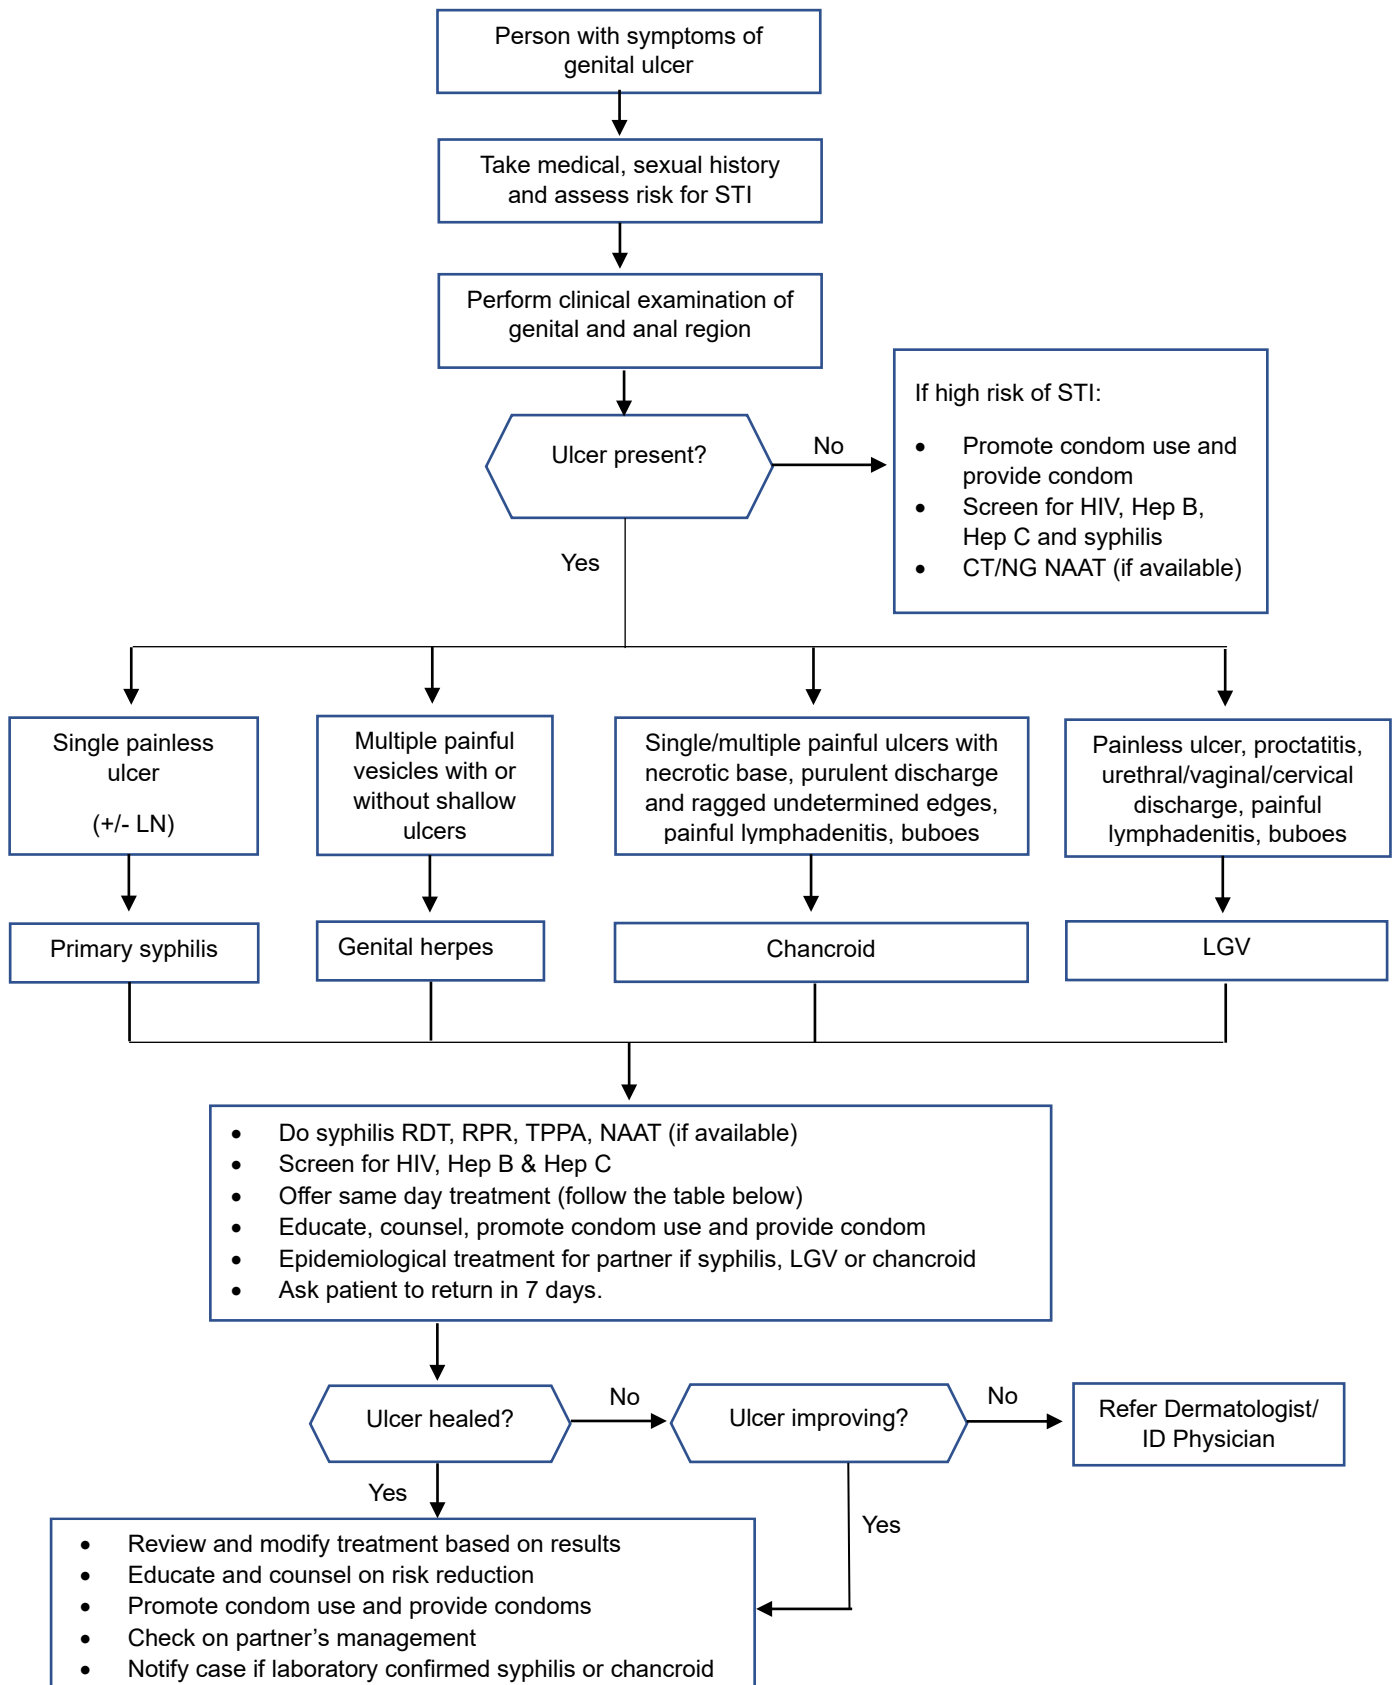 Person with symptoms of
genital ulcer
Take medical, sexual history
and assess risk for STI
Perform clinical examination of
genital and anal region
Ulcer present?
No
If high risk of STI:
• Promote condom use and
provide condom
• Screen for HIV, Hep B,
Hep C and syphilis
• CT/NG NAAT (if available)
Yes
Single painless
ulcer
(+/- LN)
Multiple painful
vesicles with or
without shallow
ulcers
Single/multiple painful ulcers with
necrotic base, purulent discharge
and ragged undetermined edges,
painful lymphadenitis, buboes
Painless ulcer, proctatitis,
urethral/vaginal/cervical
discharge, painful
lymphadenitis, buboes
Primary syphilis
Genital herpes
Chancroid
LGV
• Do syphilis RDT, RPR, TPPA, NAAT (if available)
• Screen for HIV, Hep B & Hep C
• Offer same day treatment (follow the table below)
• Educate, counsel, promote condom use and provide condom
• Epidemiological treatment for partner if syphilis, LGV or chancroid
• Ask patient to return in 7 days.
Ulcer healed?
No
Ulcer improving?
No
Refer Dermatologist/
ID Physician
Yes
Yes
• Review and modify treatment based on results
• Educate and counsel on risk reduction
• Promote condom use and provide condoms
• Check on partner's management
• Notify case if laboratory confirmed syphilis or chancroid